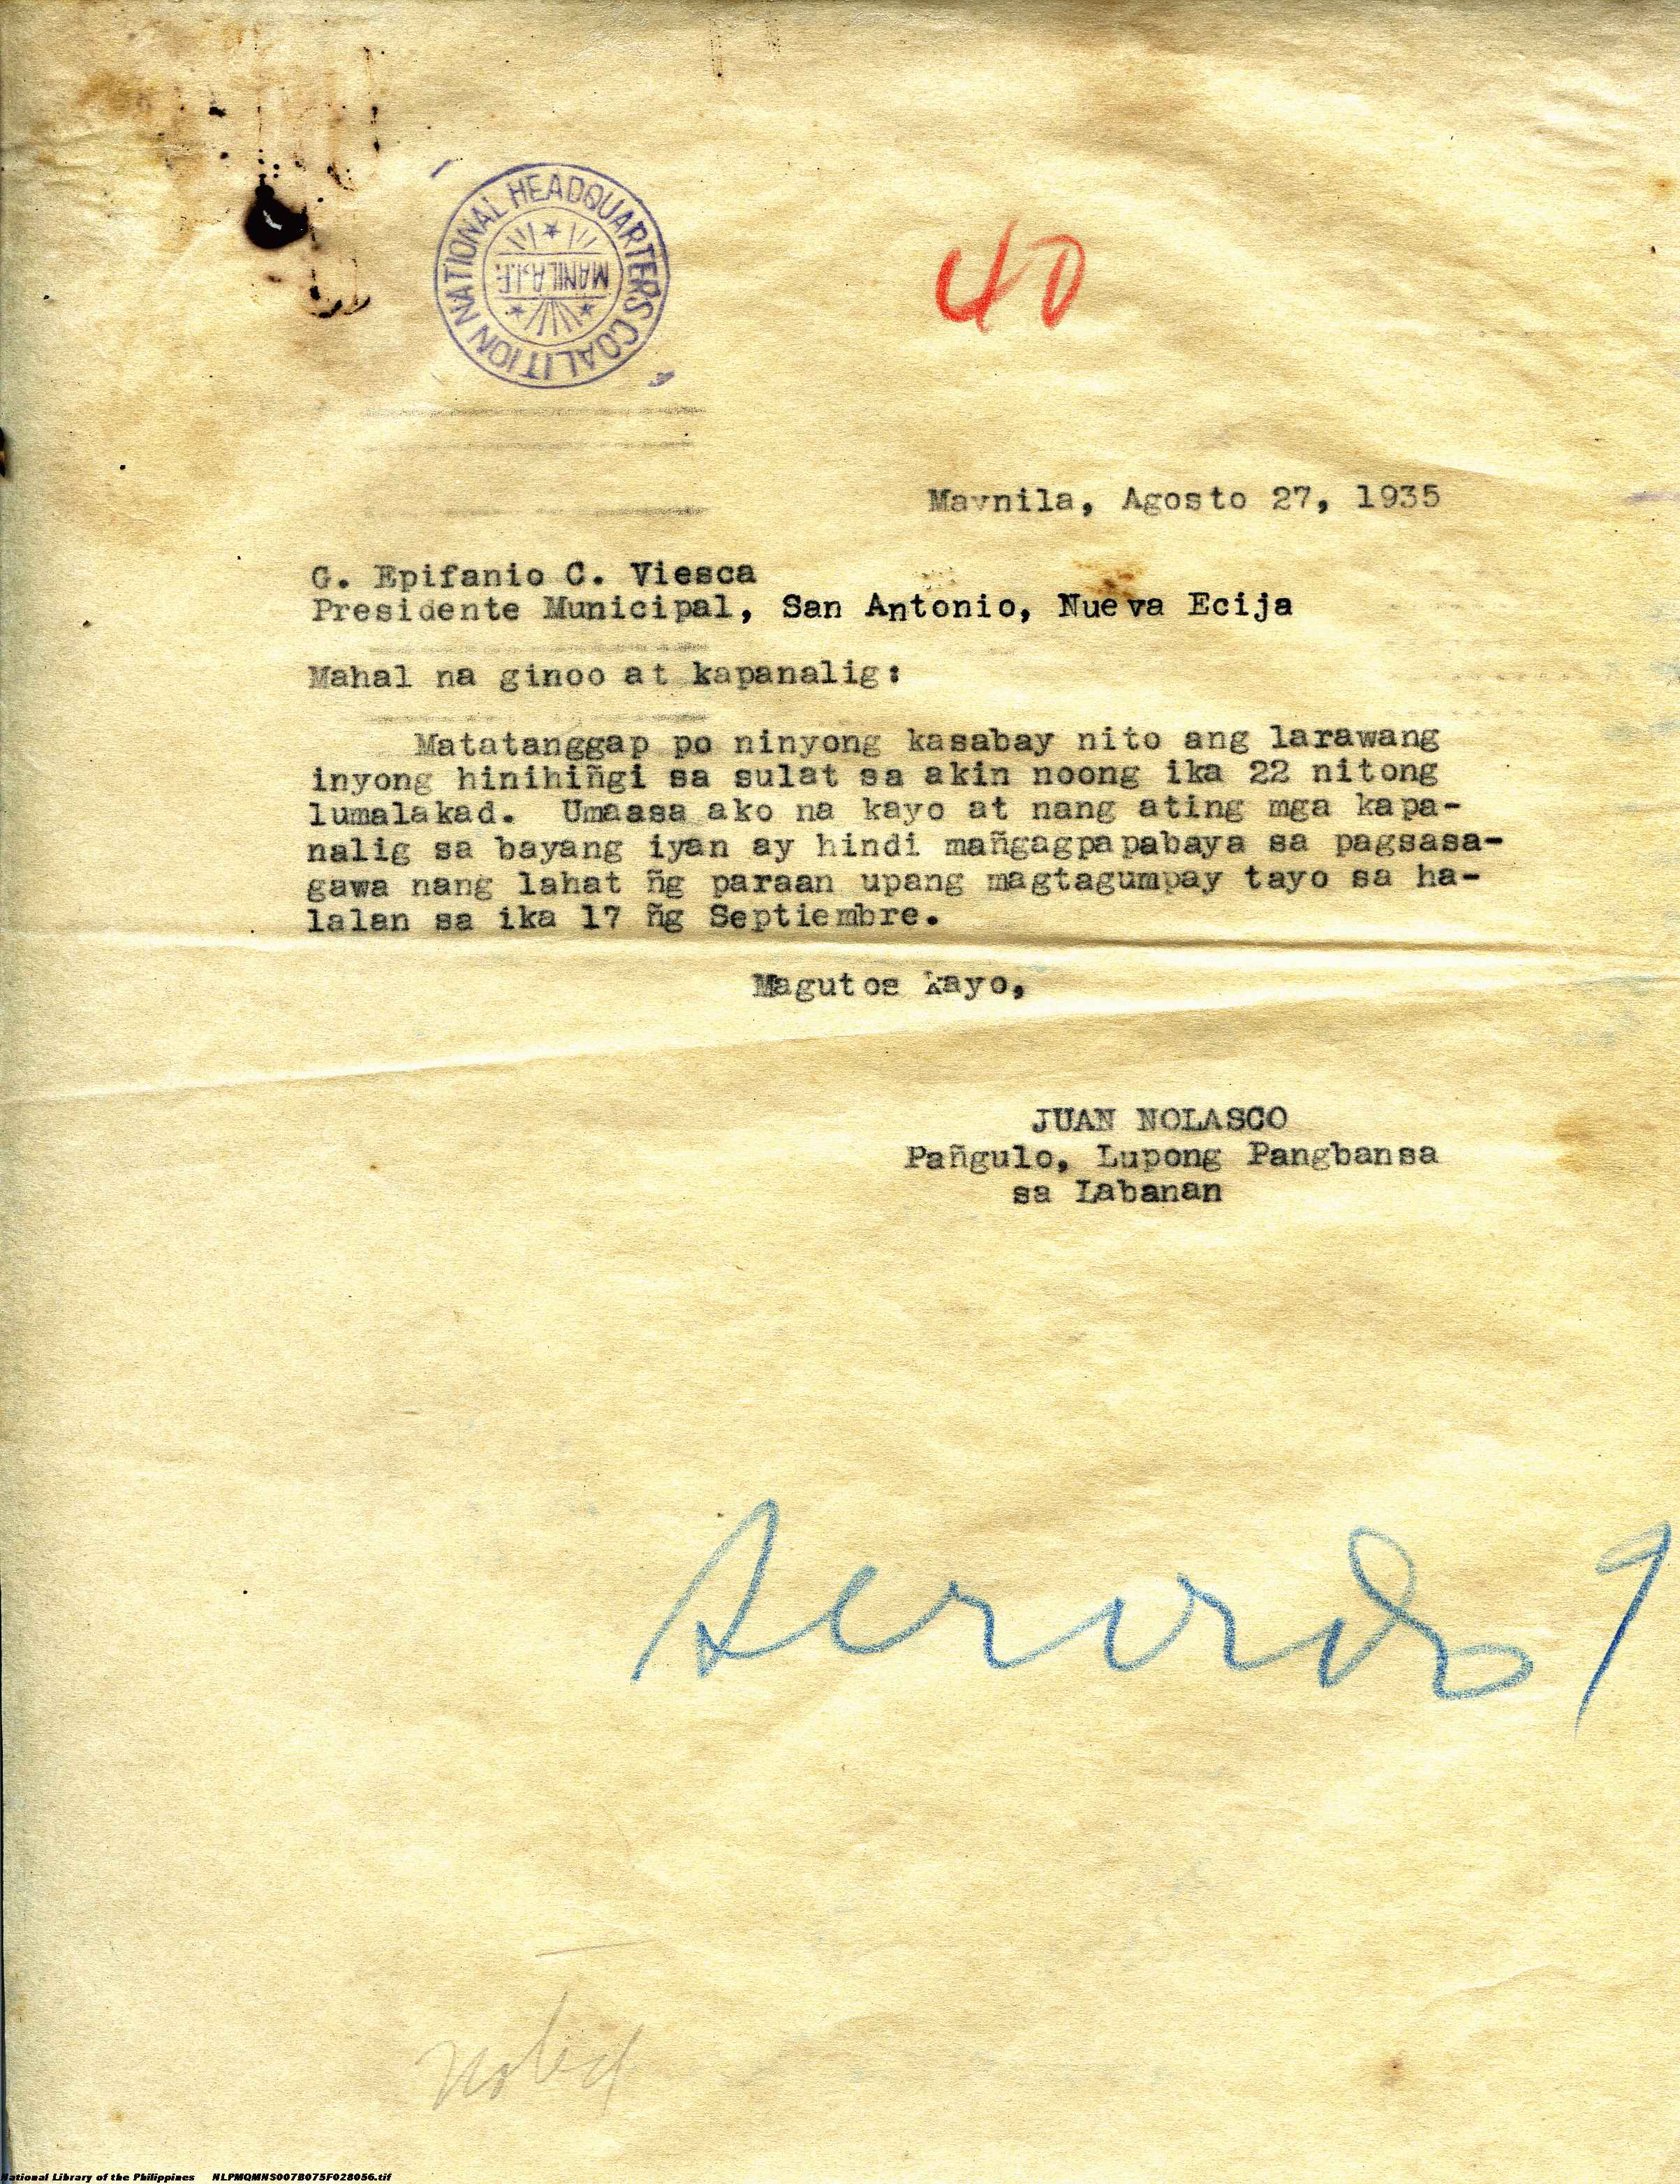 COALITION NATIONAL HEADQUARTERS
MANILA, I.F.
40
Maynila, Agosto 27, 1935
G. Epifanio C. Viesca
Presidente Municipal, San Antonio, Nueva Ecija
Mahal na ginoo at kapanalig:
Matatanggap po ninyong kasabay nito ang larawang
inyong hinihiñgi sa sulat sa akin noong ika 22 nitong
lumalakad. Umaasa ako na kayo at nang ating mga kapa-
nalig sa bayang iyan ay hindi mañgagpapabaya sa pagsasa-
gawa nang lahat ñg paraan upang magtagumpay tayo sa ha-
lalan sa ika 17 ñg Septiembre.
Magutos kayo,
JUAN NOLASCO
Pañgulo, Lupong Pangbansa
sa Labanan
Noted
National Library of the Philippines NLPMQMNS007B075F028056.tif